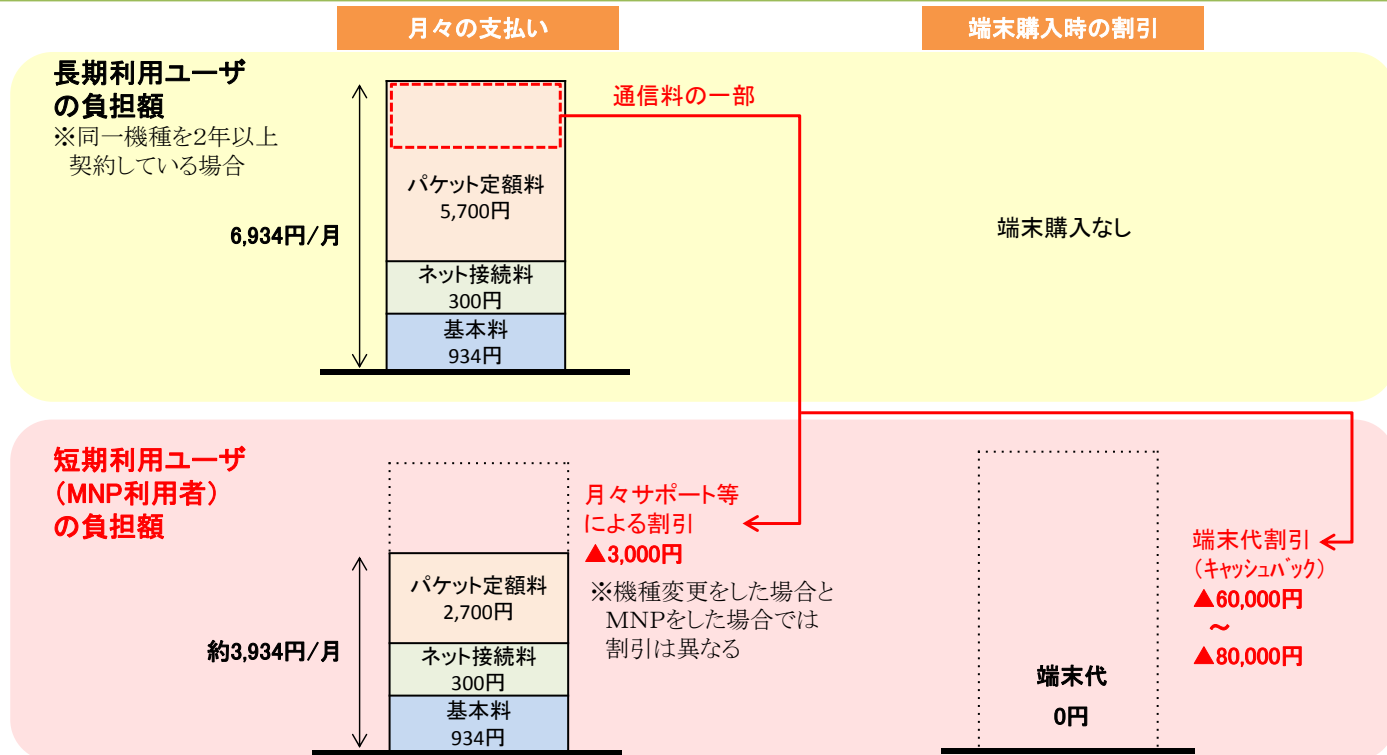 月々の支払い
端末購入時の割引
長期利用ユーザ
の負担額
※同一機種を2年以上
契約している場合
通信料の一部
パケット定額料
5,700円
6,934円/月
ネット接続料
300円
基本料
934円
端末購入なし
短期利用ユーザ
（MNP利用者）
の負担額
月々サポート等
による割引
▲3,000円
※機種変更をした場合と
MNPをした場合では
割引は異なる
パケット定額料
2,700円
約3,934円/月
ネット接続料
300円
基本料
934円
端末代割引
（ｷｬｯｼｭﾊﾞｯｸ）
▲60,000円
～
▲80,000円
端末代
0円